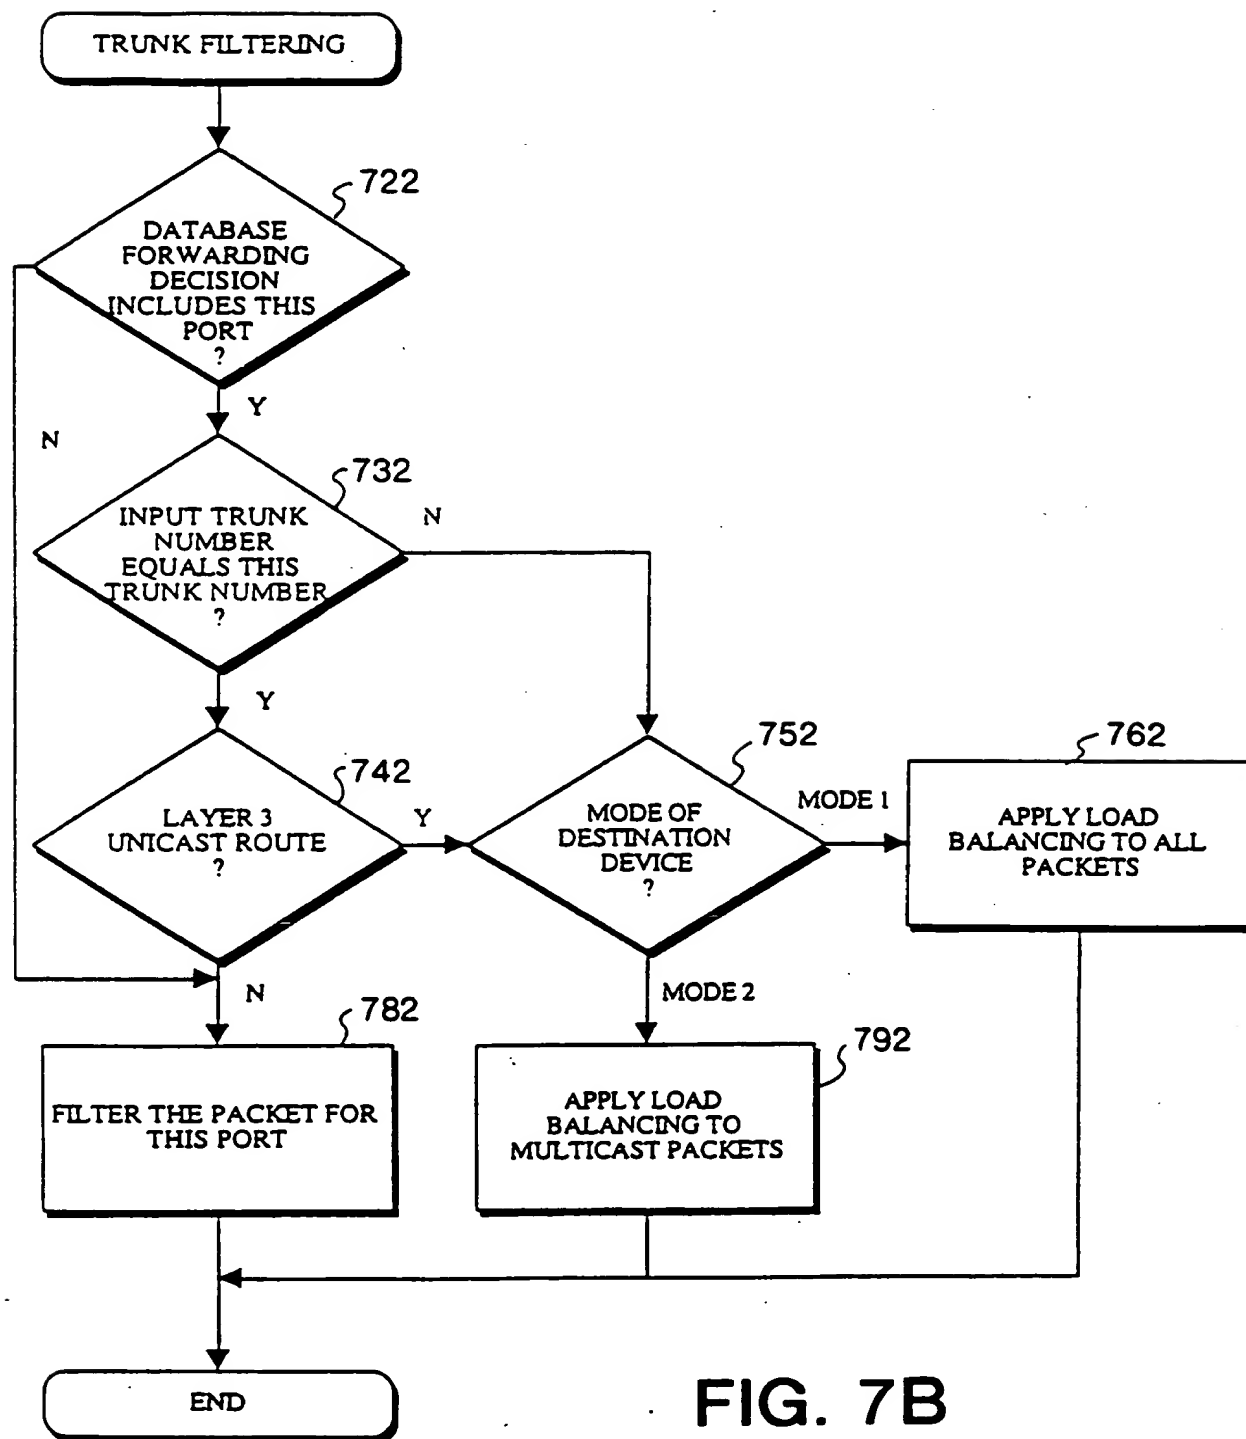 TRUNK FILTERING
722
DATABASE
FORWARDING
DECISION
INCLUDES THIS
PORT
?
Y
N
732
INPUT TRUNK
NUMBER
EQUALS THIS
TRUNK NUMBER
?
N
Y
742
LAYER 3
UNICAST ROUTE
?
Y
N
752
MODE OF
DESTINATION
DEVICE
?
MODE 1
MODE 2
762
APPLY LOAD
BALANCING TO ALL
PACKETS
782
FILTER THE PACKET FOR
THIS PORT
792
APPLY LOAD
BALANCING TO
MULTICAST PACKETS
END
FIG. 7B